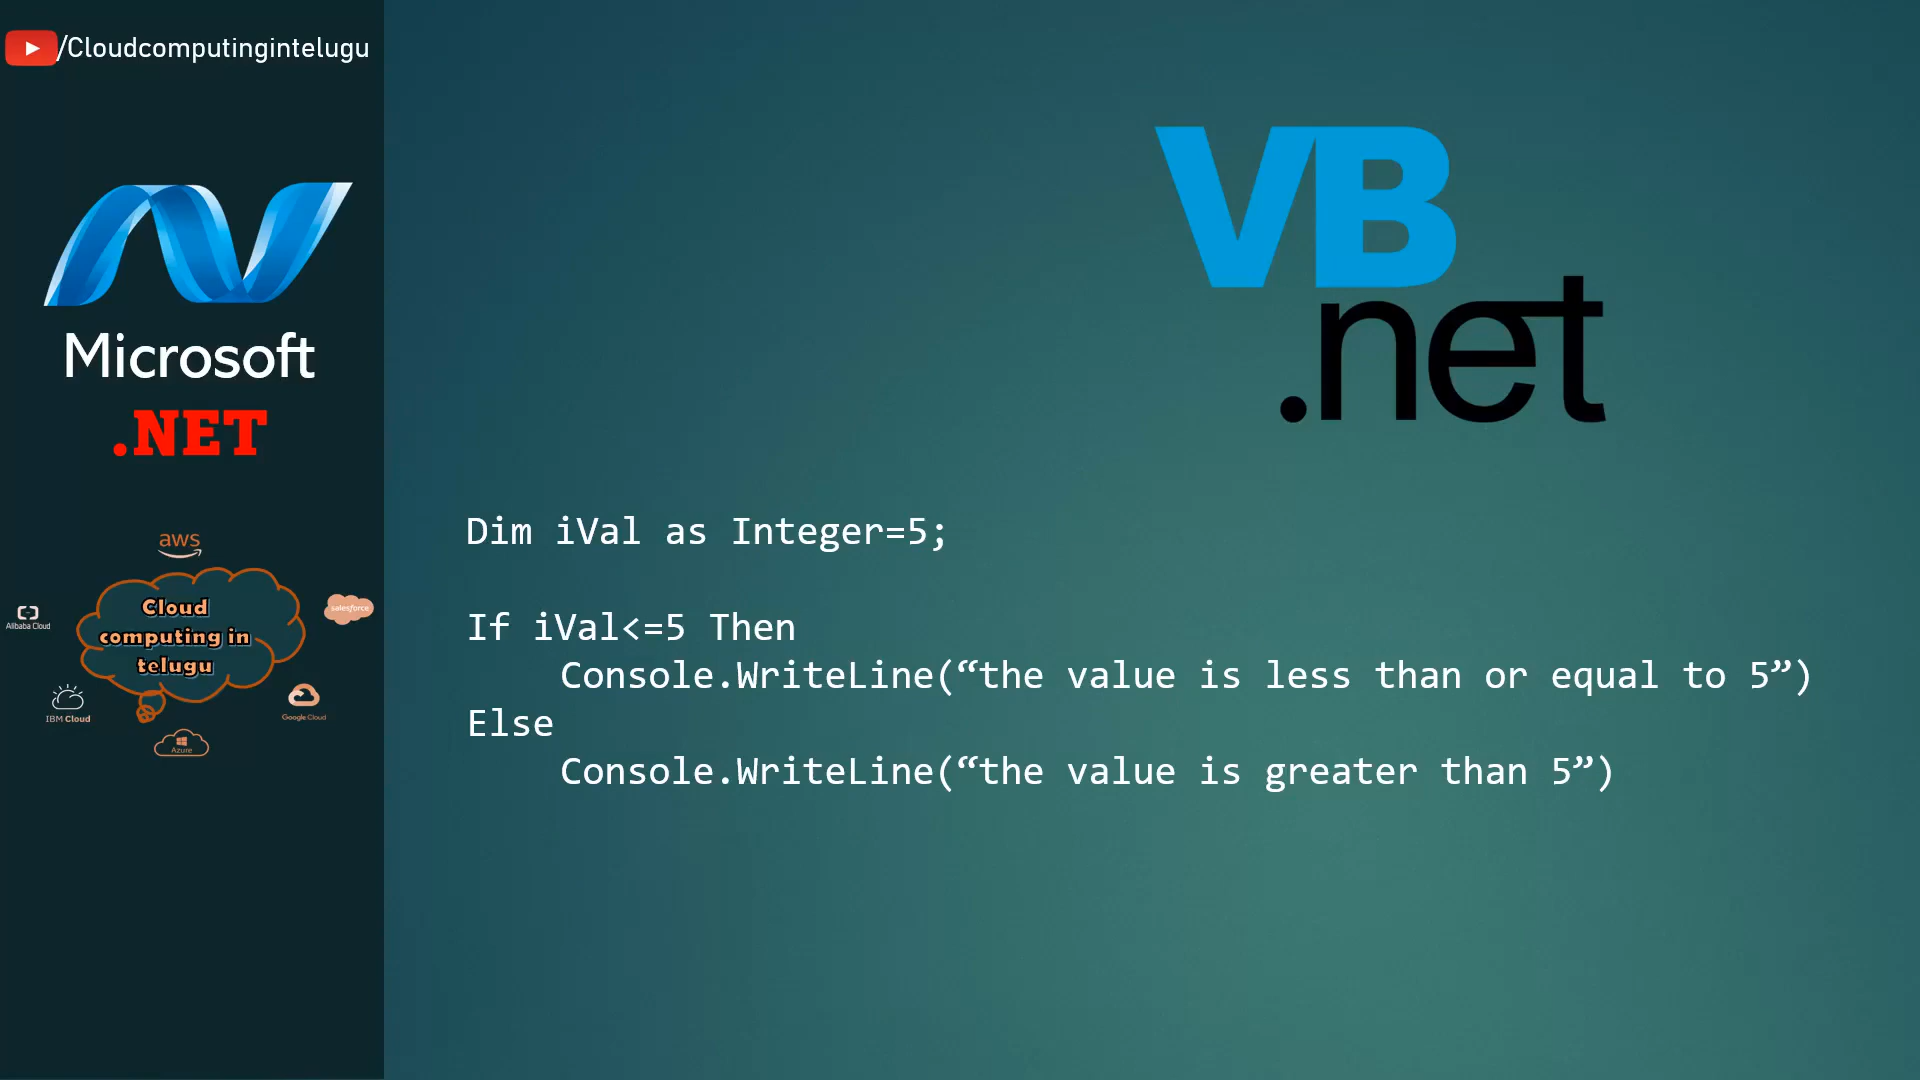 /Cloudcomputingintelugu
Microsoft
.NET
aws
Alibaba Cloud
salesforce
Cloud
computing in
telugu
IBM Cloud
Google Cloud
Azure
VB
.net
Dim iVal as Integer=5;
If iVal<=5 Then
Console.WriteLine(“the value is less than or equal to 5”)
Else
Console.WriteLine(“the value is greater than 5”)